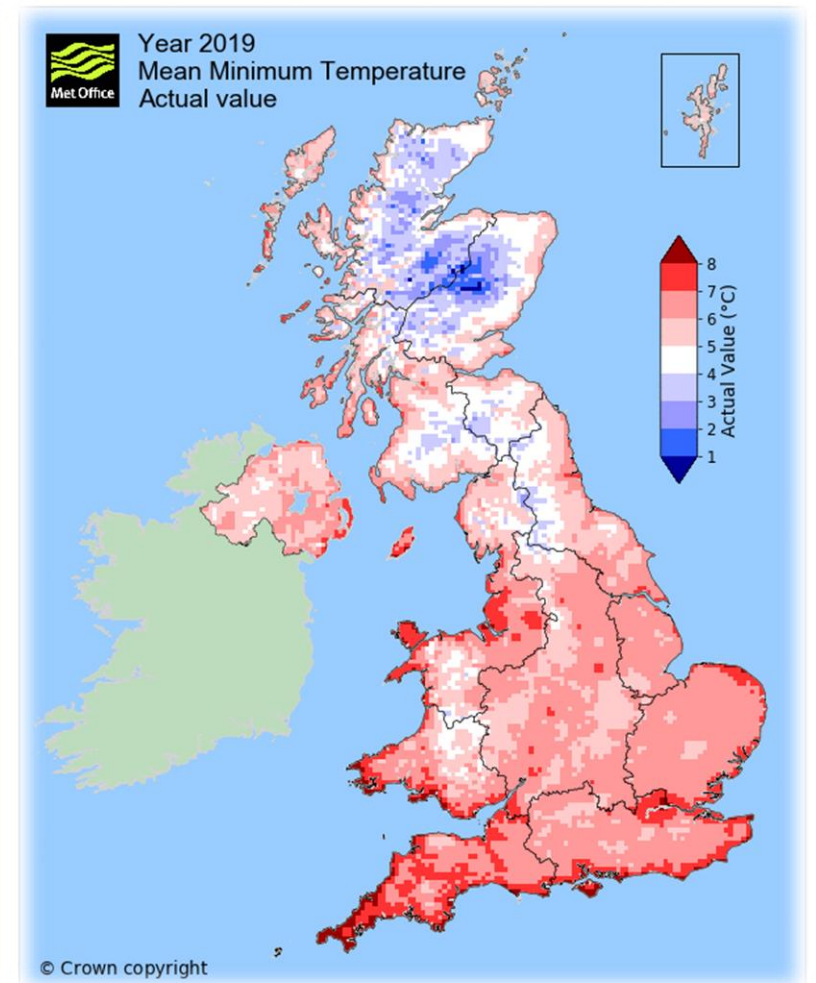 Year 2019
Mean Minimum Temperature
Actual value
Met Office
8
7
6
5
4
3
2
1
Actual Value (°C)
© Crown copyright